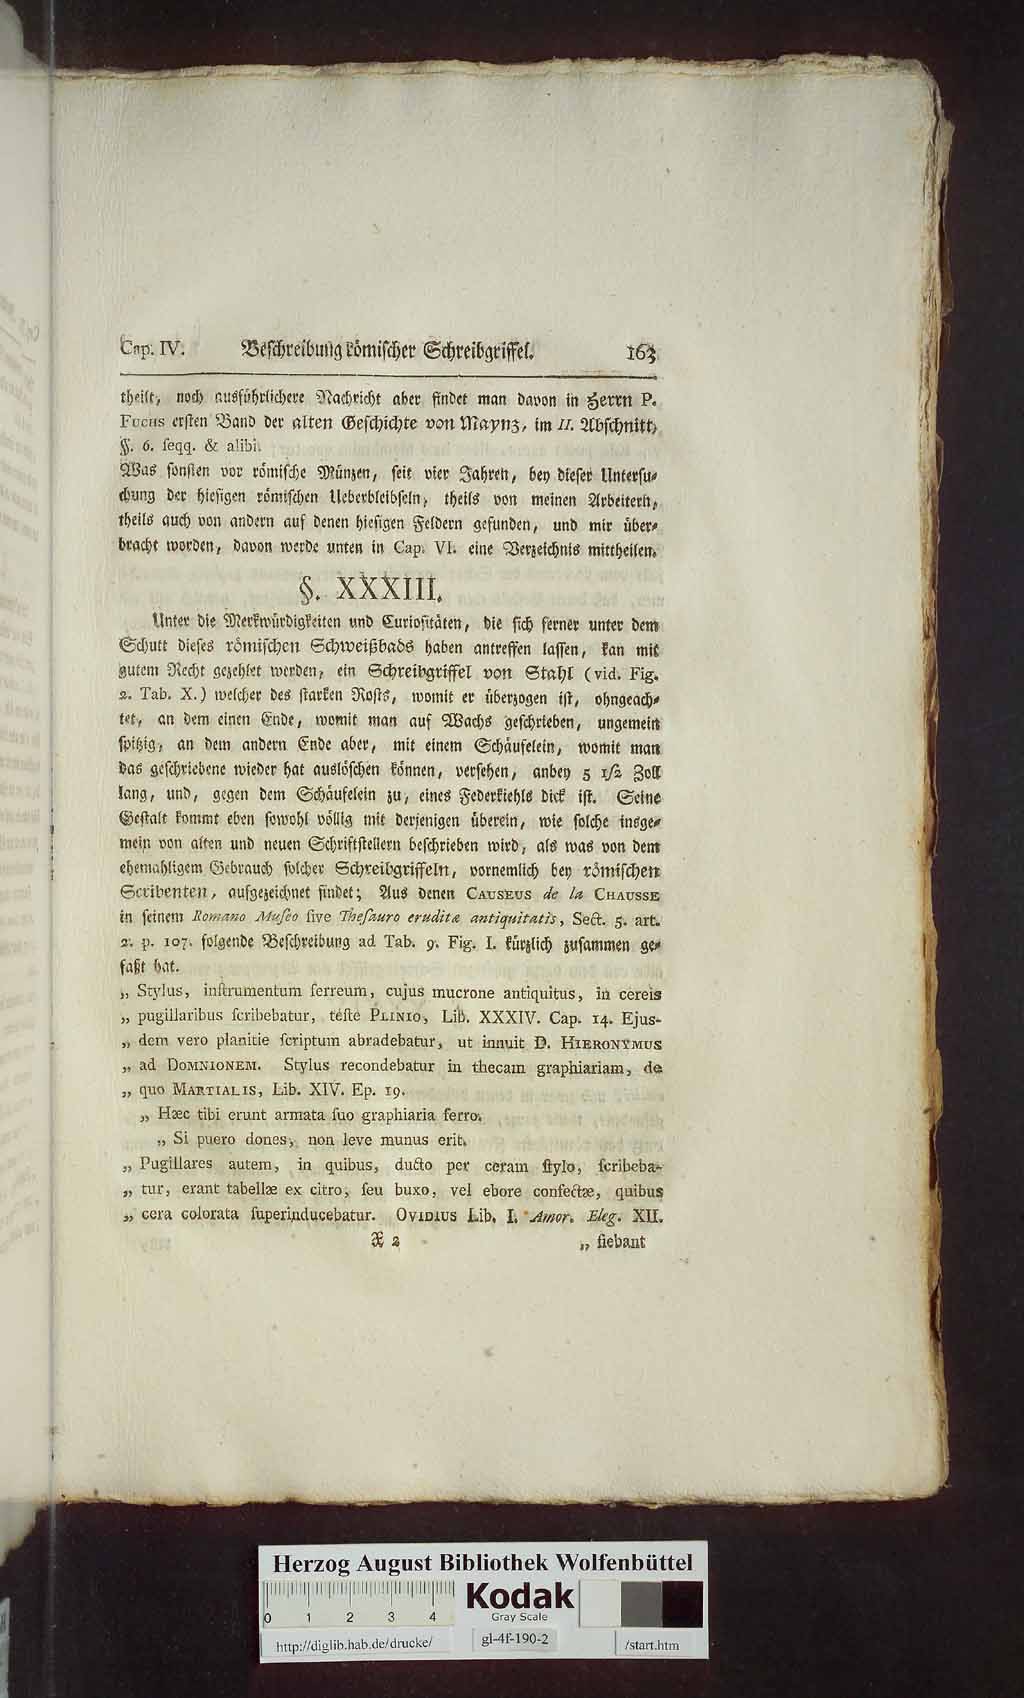 Cap. IV. Beschreibung römischer Schreibgriffel. 163
theilt, noch ausführlichere Nachricht aber findet man davon in Herrn P.
Fuchs ersten Band der alten Geschichte von Maynz, im II. Abschnitt,
§. 6. seqq. & alibi.
Was sonsten vor römische Münzen, seit vier Jahren, bey dieser Untersu-
chung der hiesigen römischen Ueberbleibseln, theils von meinen Arbeitern,
theils auch von andern auf denen hiesigen Feldern gefunden, und mir über-
bracht worden, davon werde unten in Cap. VI. eine Verzeichnis mittheilen.
§. XXXIII.
Unter die Merkwürdigkeiten und Curiositäten, die sich ferner unter dem
Schutt dieses römischen Schweißbads haben antreffen lassen, kan mit
gutem Recht gezehlet werden, ein Schreibgriffel von Stahl (vid. Fig.
2. Tab. X.) welcher des starken Rosts, womit er überzogen ist, ohngeach-
tet, an dem einen Ende, womit man auf Wachs geschrieben, ungemein
spitzig, an dem andern Ende aber, mit einem Schäufelein, womit man
das geschriebene wieder hat auslöschen können, versehen, anbey 5 1/2 Zoll
lang, und, gegen dem Schäufelein zu, eines Federkiehls dick ist. Seine
Gestalt kommt eben sowohl völlig mit derjenigen überein, wie solche insge-
mein von alten und neuen Schriftstellern beschrieben wird, als was von dem
ehemahligem Gebrauch solcher Schreibgriffeln, vornemlich bey römischen
Scribenten, aufgezeichnet findet; Aus denen CAUSEUS de la CHAUSSE
in seinem Romano Museo sive Thesauro eruditæ antiquitatis, Sect. 5. art.
2. p. 107. folgende Beschreibung ad Tab. 9. Fig. I. kürzlich zusammen ge-
faßt hat.
„ Stylus, instrumentum ferreum, cujus mucrone antiquitus, in cereis
„ pugillaribus scribebatur, teste PLINIO, Lib. XXXIV. Cap. 14. Ejus-
„ dem vero planitie scriptum abradebatur, ut innuit D. HIERONYMUS
„ ad DOMNIONEM. Stylus recondebatur in thecam graphiariam, de
„ quo MARTIALIS, Lib. XIV. Ep. 19.
„ Hæc tibi erunt armata suo graphiaria ferro.
„ Si puero dones, non leve munus erit.
„ Pugillares autem, in quibus, ducto per ceram stylo, scribeba-
„ tur, erant tabellæ ex citro, seu buxo, vel ebore confectæ, quibus
„ cera colorata superinducebatur. OVIDIUS Lib. I. Amor. Eleg. XII.
X 2 „ fiebant
Herzog August Bibliothek Wolfenbüttel
0 1 2 3 4
Kodak
Gray Scale
http://diglib.hab.de/drucke/
gl-4f-190-2
/start.htm